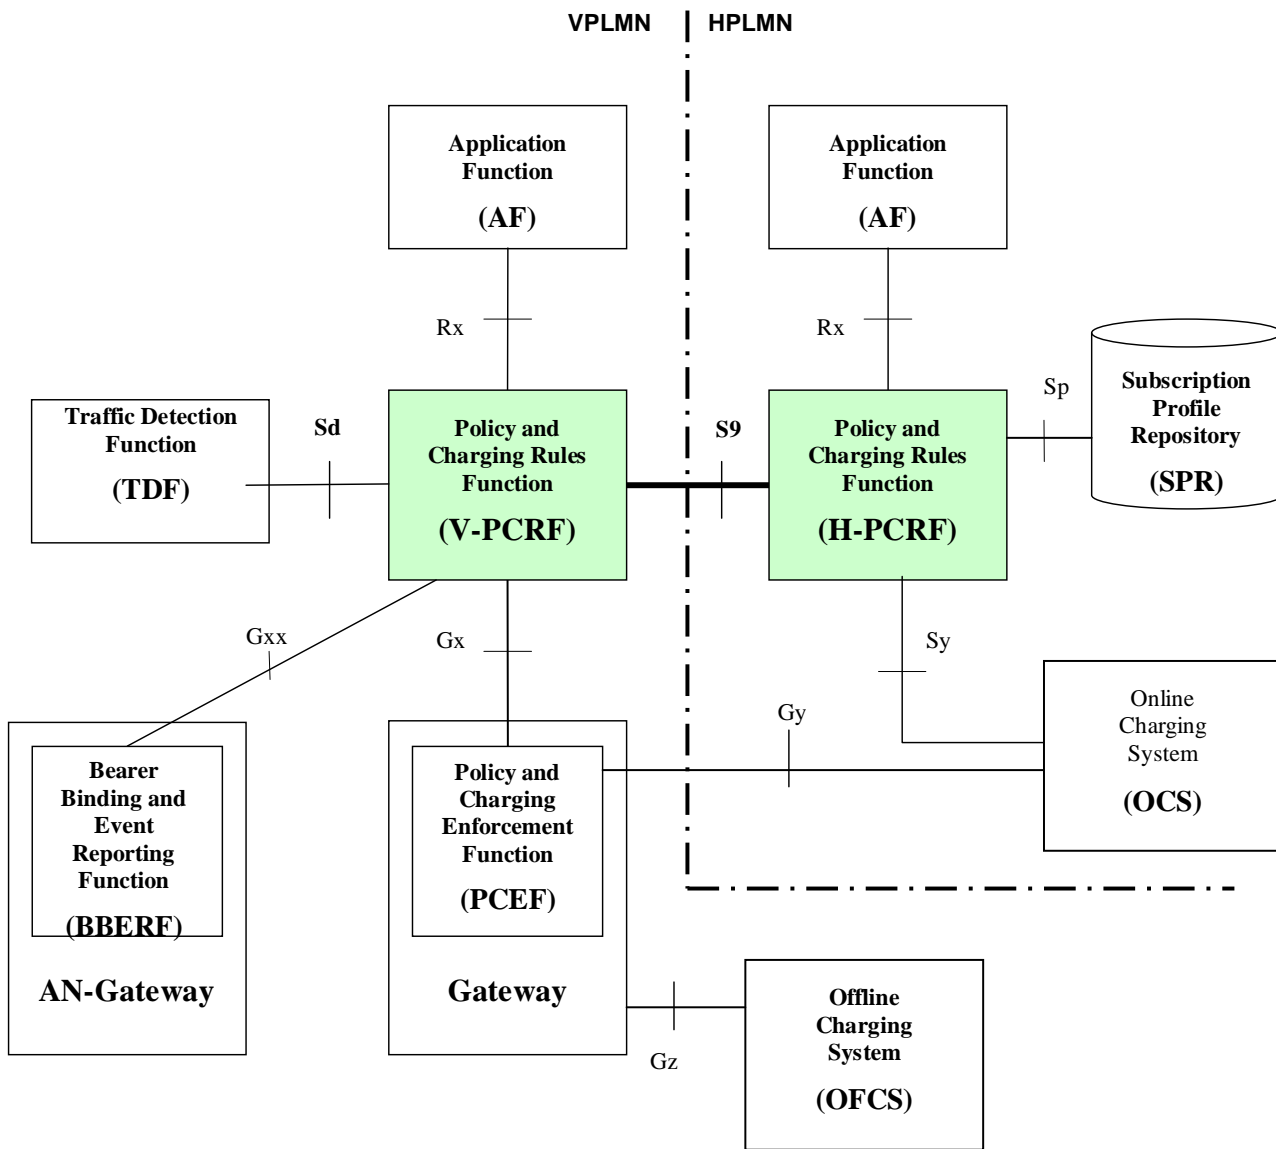 VPLMN
HPLMN
Application
Function
(AF)
Application
Function
(AF)
Rx
Rx
Traffic Detection
Function
(TDF)
Sd
Policy and
Charging Rules
Function
(V-PCRF)
S9
Policy and
Charging Rules
Function
(H-PCRF)
Sp
Subscription
Profile
Repository
(SPR)
Gxx
Gx
Sy
Bearer
Binding and
Event
Reporting
Function
(BBERF)
AN-Gateway
Policy and
Charging
Enforcement
Function
(PCEF)
Gateway
Gy
Online
Charging
System
(OCS)
Gz
Offline
Charging
System
(OFCS)